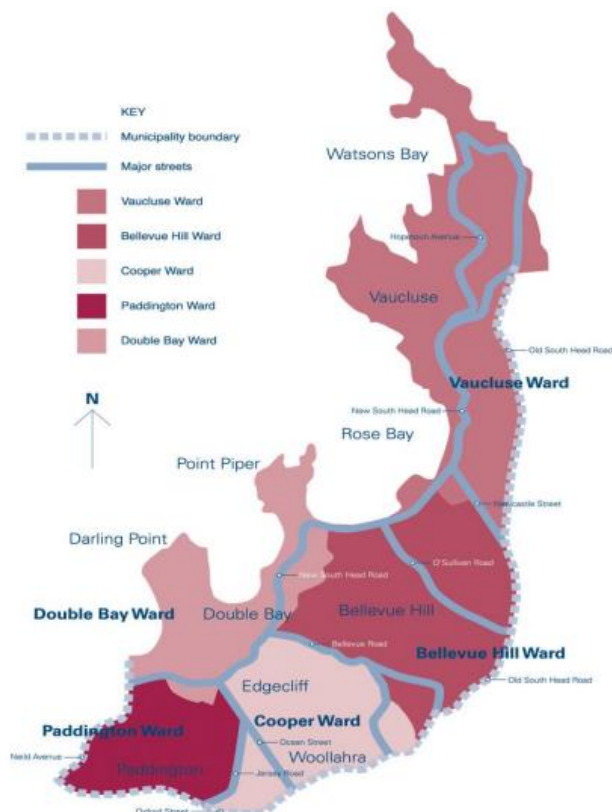 KEY
Municipality boundary
Major streets
Vaucluse Ward
Bellevue Hill Ward
Cooper Ward
Paddington Ward
Double Bay Ward
N
Watsons Bay
Hopetoun Avenue
Vaucluse
Old South Head Road
Vaucluse Ward
New South Head Road
Rose Bay
Point Piper
Newcastle Street
Darling Point
O'Sullivan Road
New South Head Road
Double Bay Ward
Double Bay
Bellevue Hill
Bellevue Road
Bellevue Hill Ward
Old South Head Road
Edgecliff
Cooper Ward
Paddington Ward
Ocean Street
Woollahra
Neild Avenue
Paddington
Jersey Road
Oxford Street